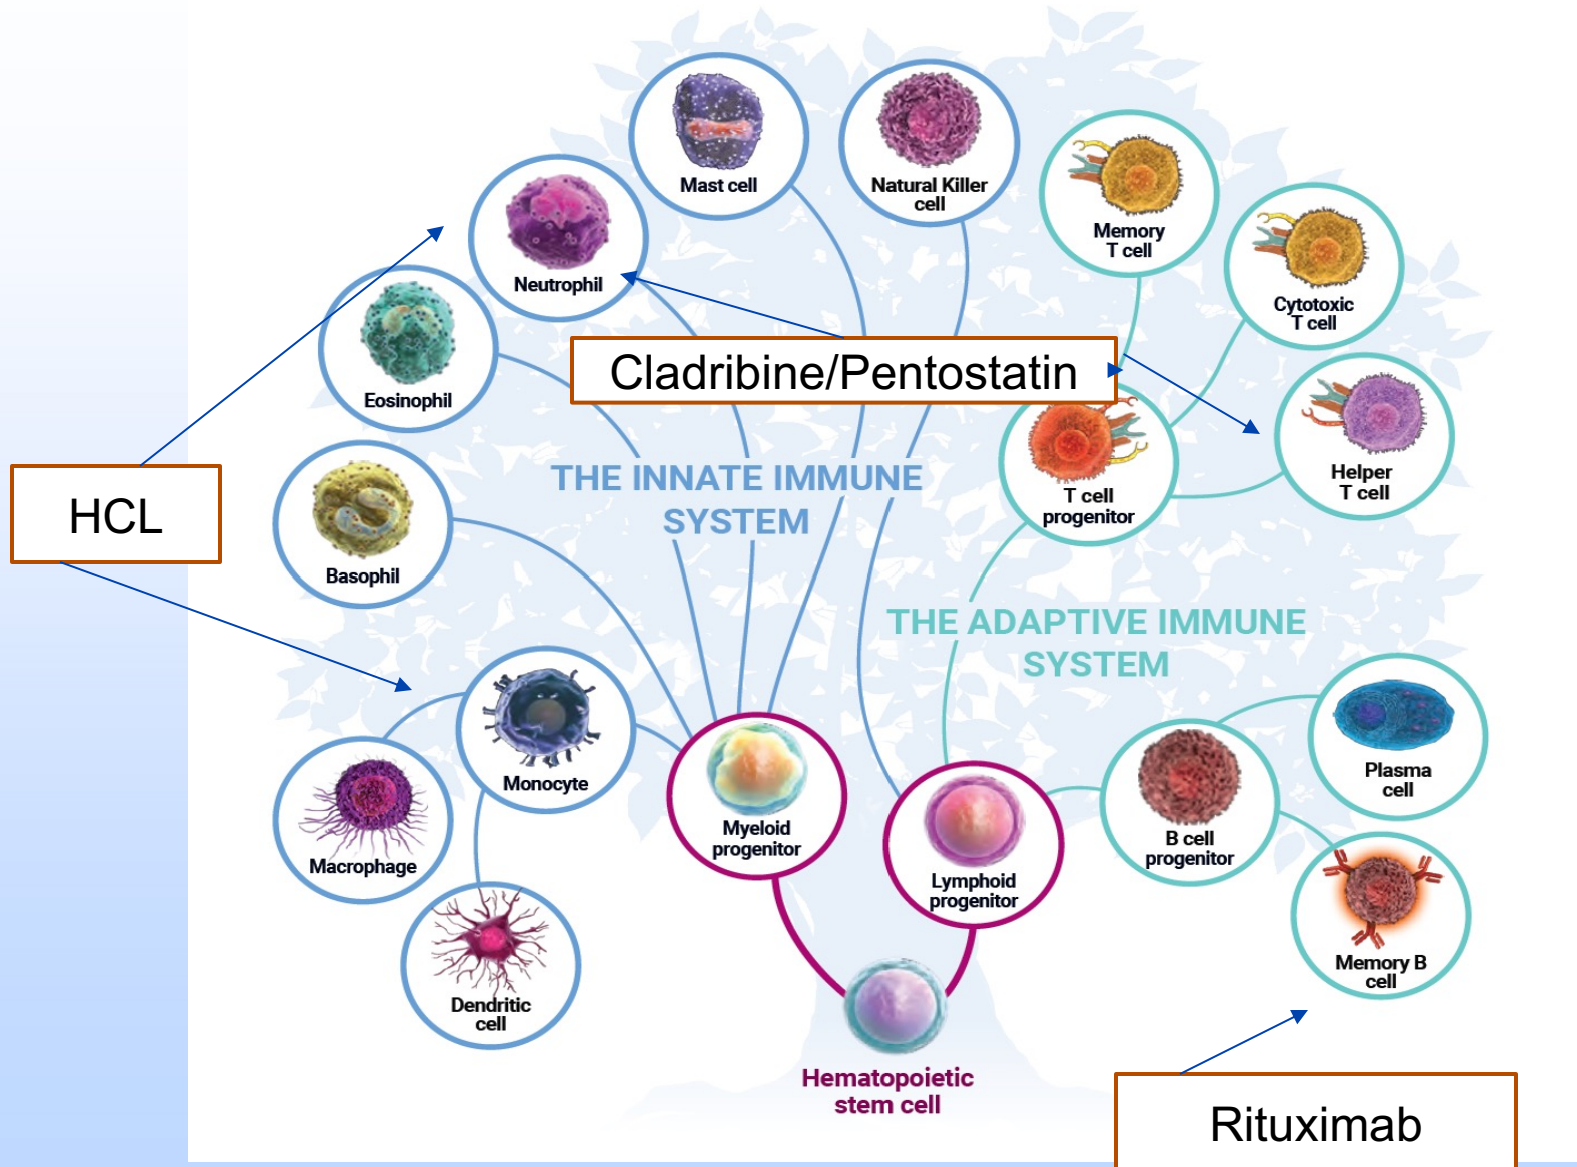 Mast cell
Natural Killer
cell
Memory
T cell
Neutrophil
Cytotoxic
T cell
Cladribine/Pentostatin
Eosinophil
THE INNATE IMMUNE
SYSTEM
Helper
T cell
T cell
progenitor
HCL
Basophil
THE ADAPTIVE IMMUNE
SYSTEM
Monocyte
Plasma
cell
Myeloid
progenitor
B cell
progenitor
Macrophage
Lymphoid
progenitor
Memory B
cell
Dendritic
cell
Hematopoietic
stem cell
Rituximab